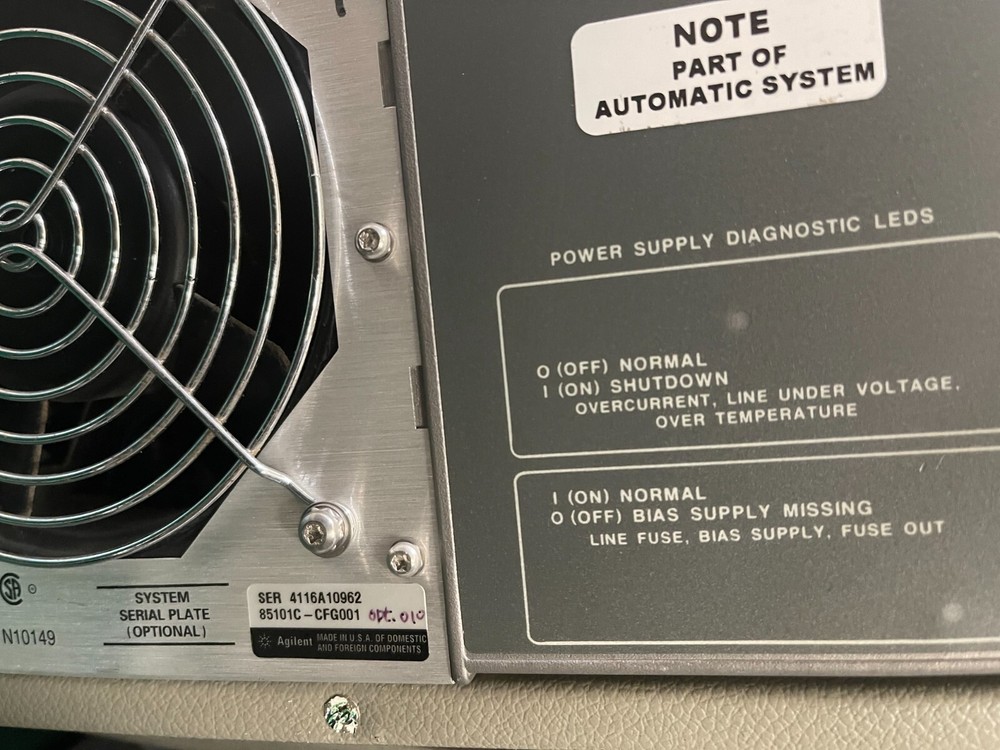 NOTE
PART OF
AUTOMATIC SYSTEM
POWER SUPPLY DIAGNOSTIC LEDS
O (OFF) NORMAL
I (ON) SHUTDOWN
OVERCURRENT, LINE UNDER VOLTAGE,
OVER TEMPERATURE
I (ON) NORMAL
O (OFF) BIAS SUPPLY MISSING
LINE FUSE, BIAS SUPPLY, FUSE OUT
N10149
SYSTEM
SERIAL PLATE
(OPTIONAL)
SER 4116A10962
85101C-CFG001 opt. 010
Agilent MADE IN U S A. OF DOMESTIC
AND FOREIGN COMPONENTS